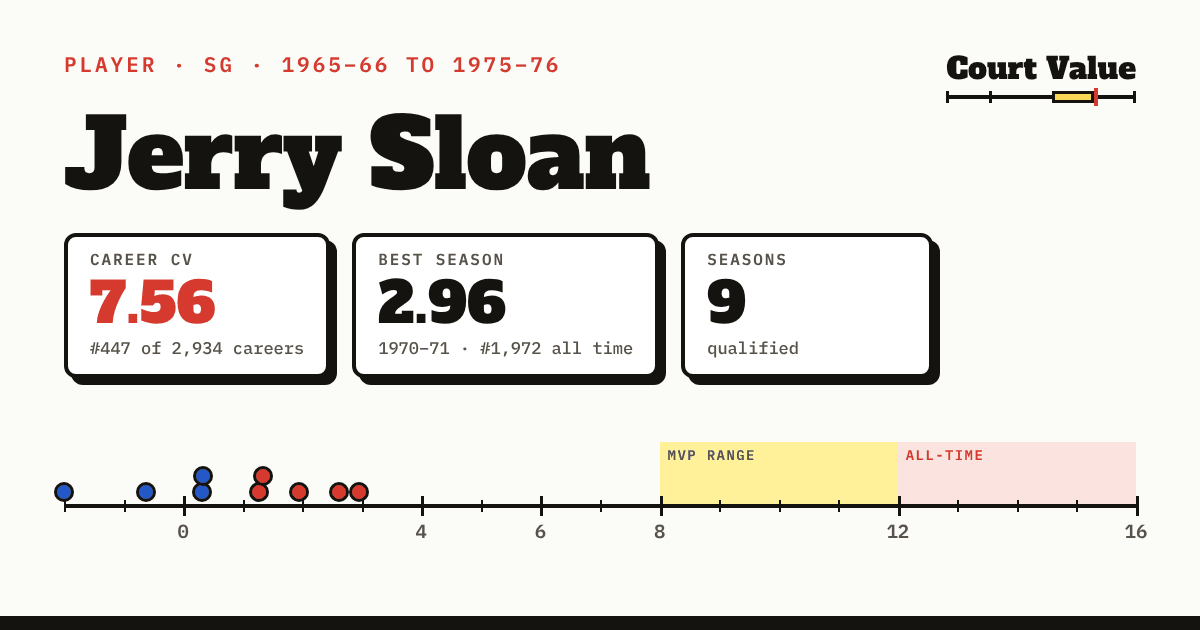 PLAYER · SG · 1965–66 TO 1975–76
Court Value
Jerry Sloan
CAREER CV
7.56
#447 of 2,934 careers
BEST SEASON
2.96
1970–71 · #1,972 all time
SEASONS
9
qualified
MVP RANGE
ALL-TIME
0 4 6 8 12 16